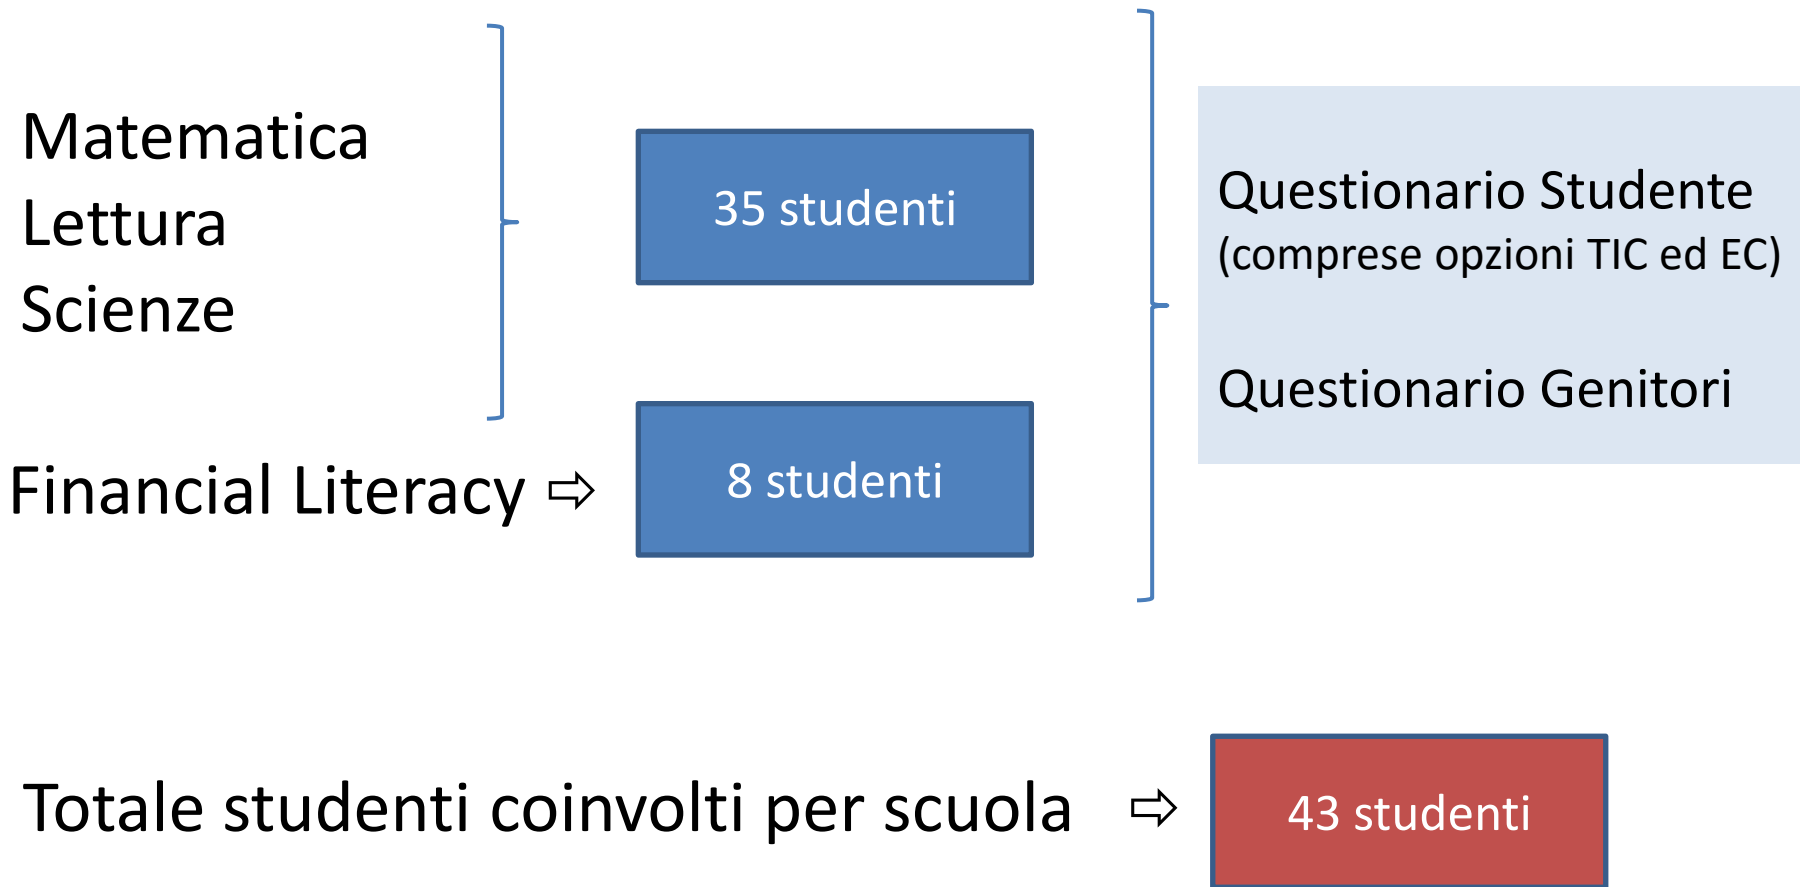 Matematica
Lettura
Scienze
35 studenti
Financial Literacy ⇨
8 studenti
Questionario Studente
(comprese opzioni TIC ed EC)
Questionario Genitori
Totale studenti coinvolti per scuola ⇨
43 studenti